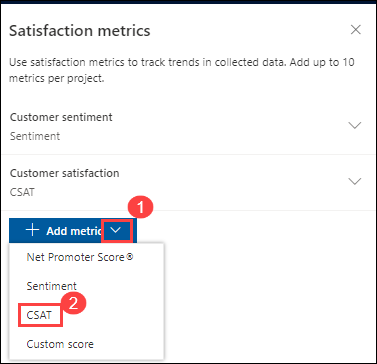 Satisfaction metrics
Use satisfaction metrics to track trends in collected data. Add up to 10
metrics per project.
Customer sentiment
Sentiment
Customer satisfaction
CSAT
1
Add metric
Net Promoter Score®
Sentiment
2
CSAT
Custom score